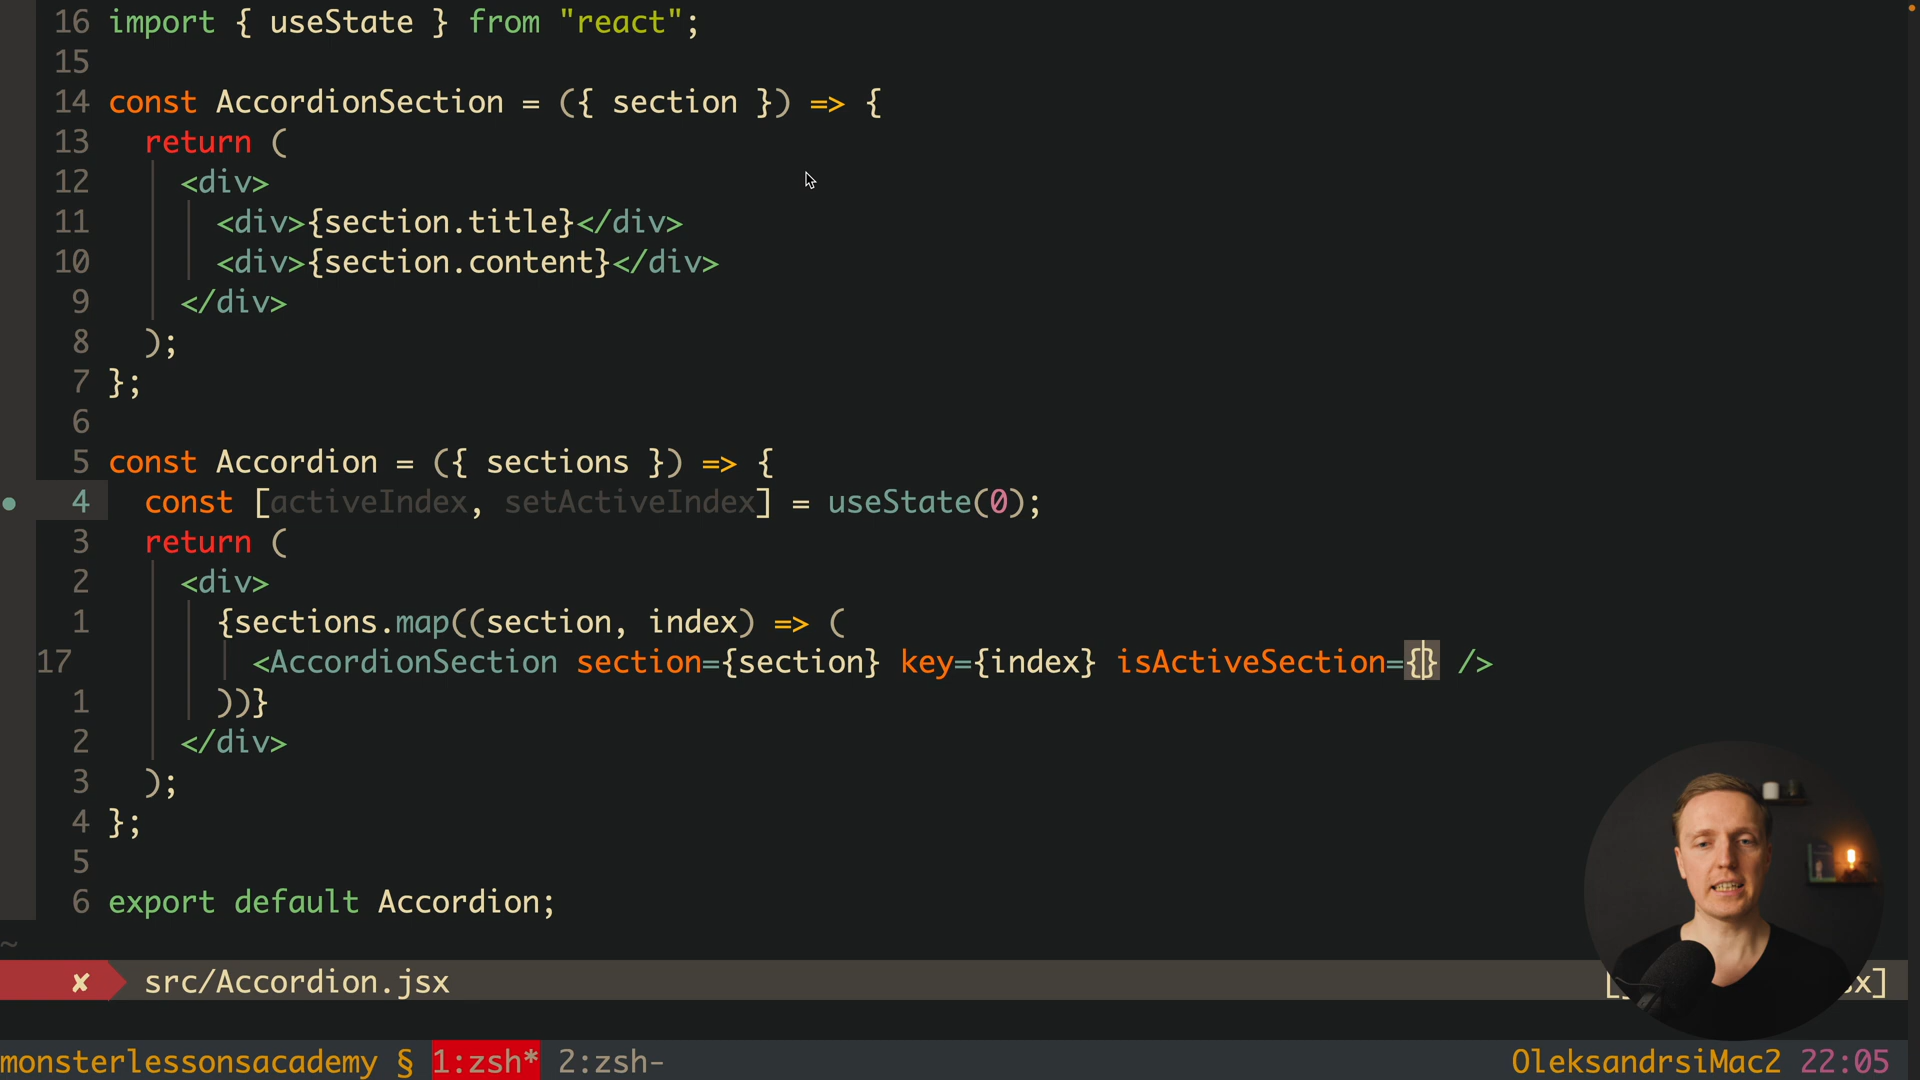 16 import { useState } from "react";
15
14 const AccordionSection = ({ section }) => {
13 return (
12 <div>
11 <div>{section.title}</div>
10 <div>{section.content}</div>
9 </div>
8 );
7 };
6
5 const Accordion = ({ sections }) => {
4 const [activeIndex, setActiveIndex] = useState(0);
3 return (
2 <div>
1 {sections.map((section, index) => (
17 <AccordionSection section={section} key={index} isActiveSection={} />
1 ))}
2 </div>
3 );
4 };
5
6 export default Accordion;
~
✘ src/Accordion.jsx
monsterlessonsacademy § 1:zsh* 2:zsh- OleksandrsiMac2 22:05